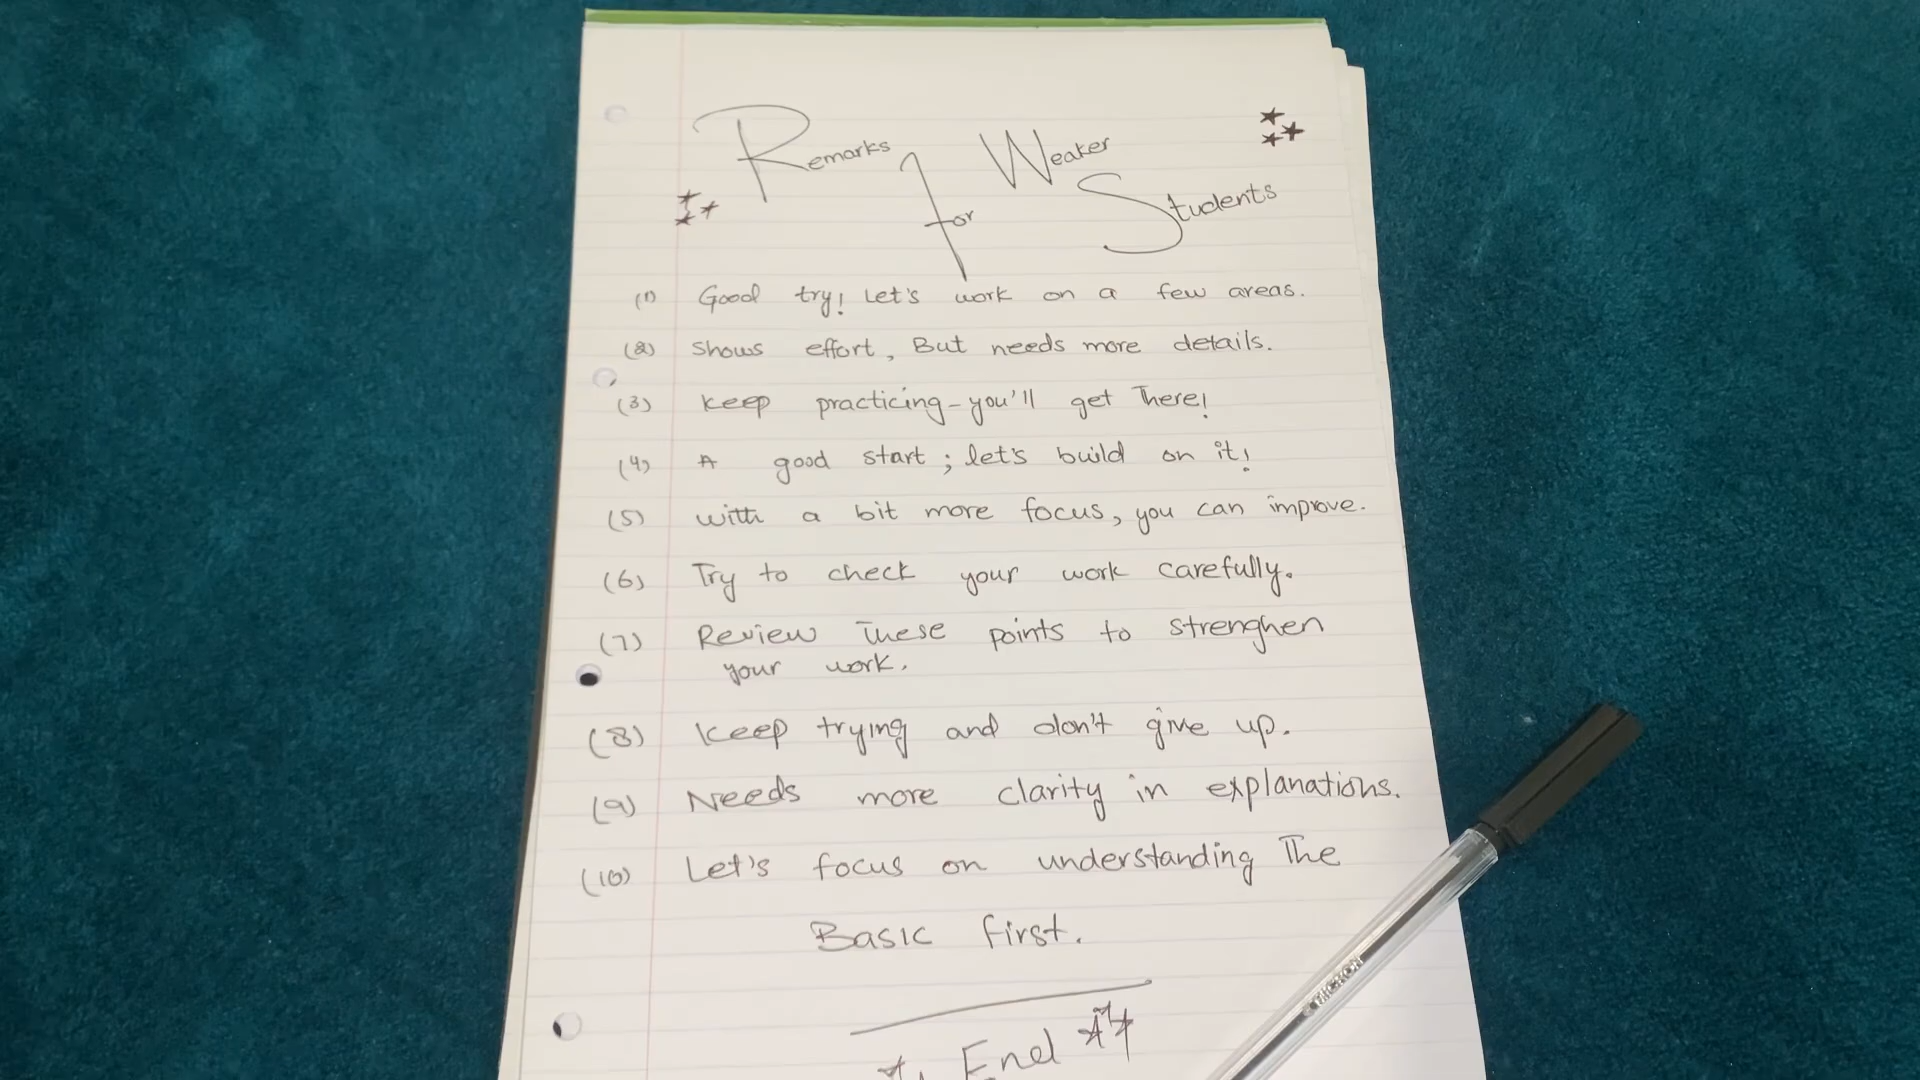 Remarks for Weaker Students
(1) Good try! Let's work on a few areas.
(2) Shows effort, But needs more details.
(3) Keep practicing - you'll get There!
(4) A good start; let's build on it!
(5) with a bit more focus, you can improve.
(6) Try to check your work carefully.
(7) Review These points to strenghen
your work.
(8) Keep trying and don't give up.
(9) Needs more clarity in explanations.
(10) Let's focus on understanding The
Basic first.
End